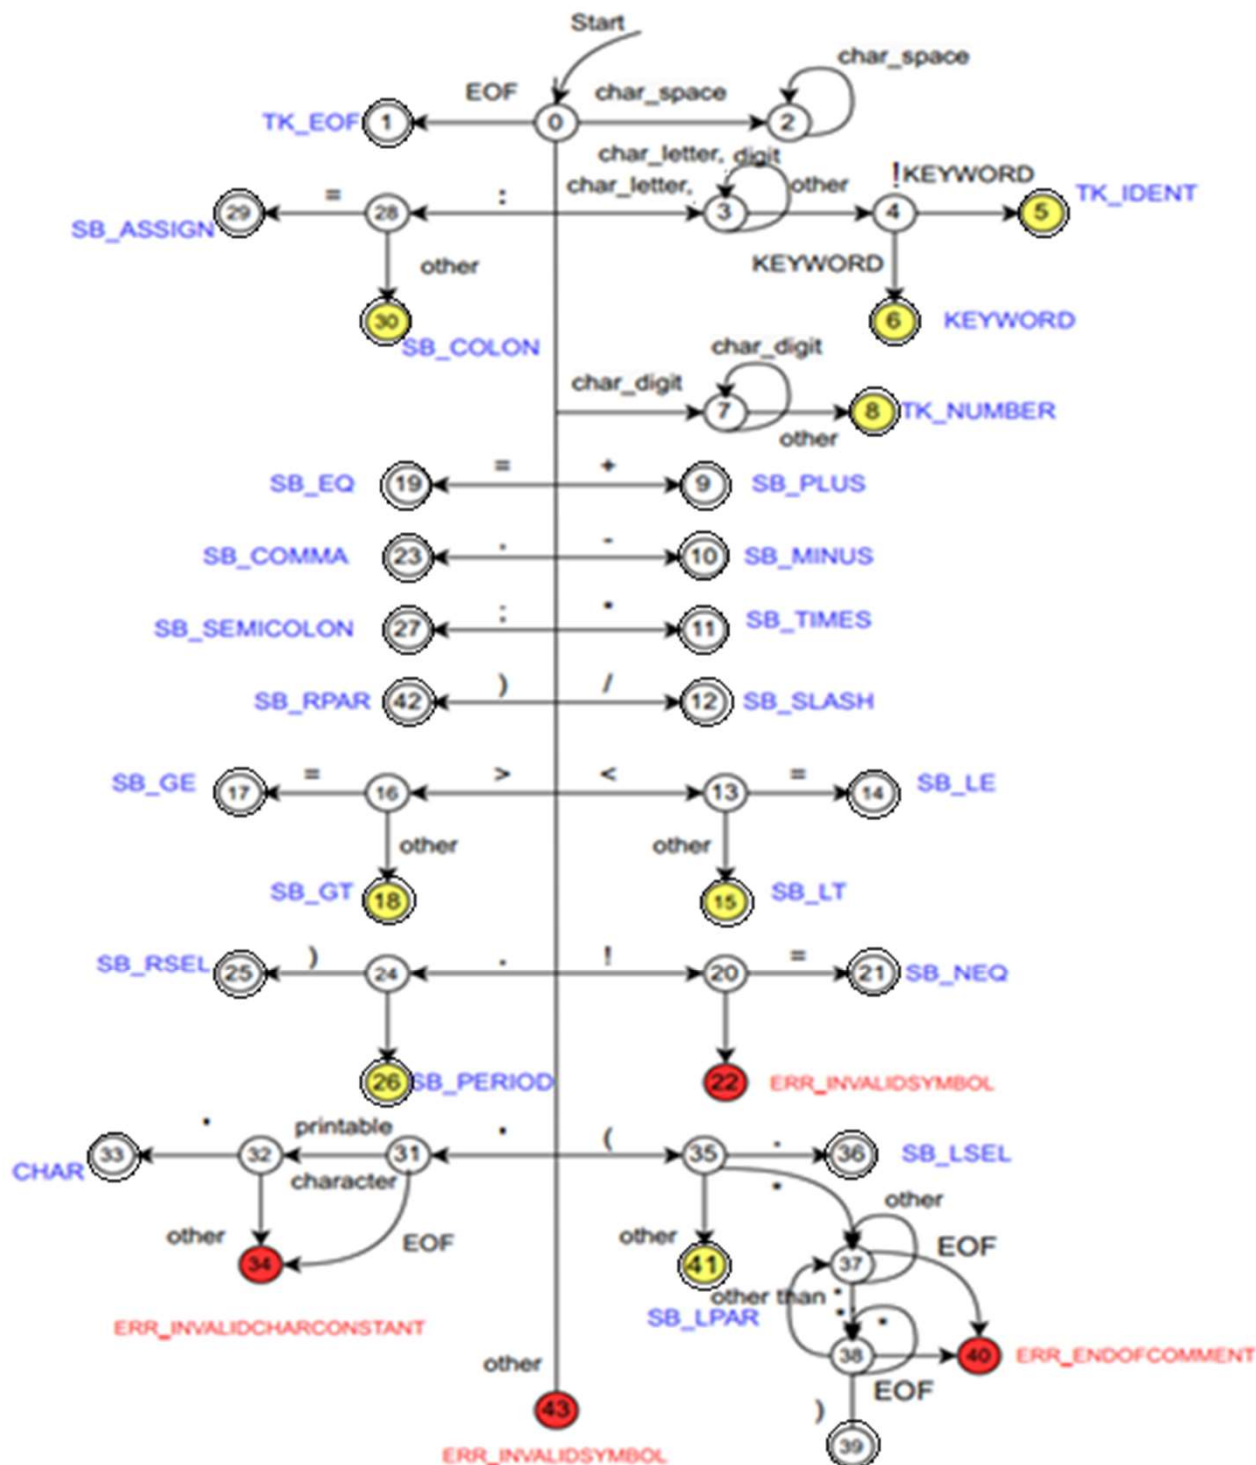 Start
char_space
EOF char_space
TK_EOF 1 0 2
char_letter, digit
= : char_letter, other !KEYWORD TK_IDENT
29 28 3 4 5
SB_ASSIGN
other KEYWORD
30 6 KEYWORD
SB_COLON
char_digit
char_digit
7 8 TK_NUMBER
other
= +
SB_EQ 19 9 SB_PLUS
. -
SB_COMMA 23 10 SB_MINUS
; *
SB_SEMICOLON 27 11 SB_TIMES
) /
SB_RPAR 42 12 SB_SLASH
= > < =
SB_GE 17 16 13 14 SB_LE
other other
SB_GT 18 15 SB_LT
) . ! =
SB_RSEL 25 24 20 21 SB_NEQ
26 SB_PERIOD 22 ERR_INVALIDSYMBOL
printable (
33 32 31 35 . 36 SB_LSEL
CHAR character *
other EOF other other
34 41 37 EOF
other than *
ERR_INVALIDCHARCONSTANT SB_LPAR * *
other 38 40 ERR_ENDOFCOMMENT
EOF
43 )
ERR_INVALIDSYMBOL 39